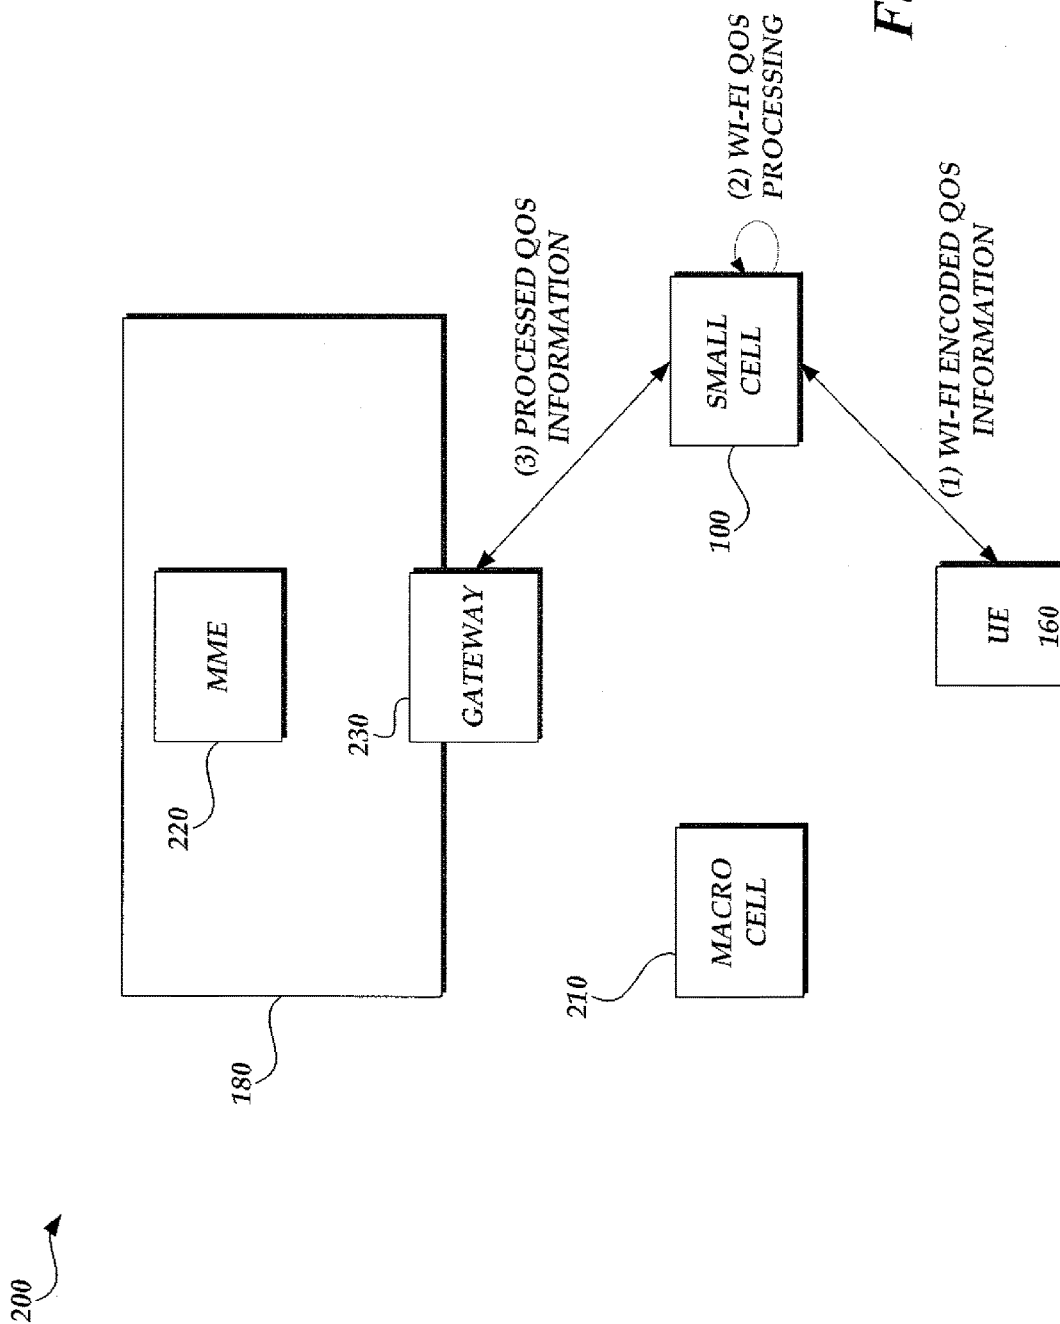 200
180
220
MME
230
GATEWAY
(3) PROCESSED QOS
INFORMATION
210
MACRO
CELL
100
SMALL
CELL
(2) WI-FI QOS
PROCESSING
(1) WI-FI ENCODED QOS
INFORMATION
UE
160